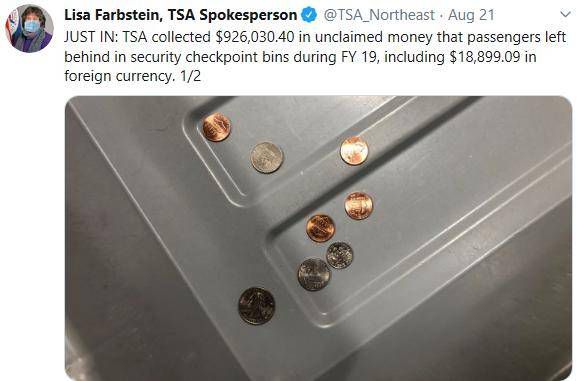 Lisa Farbstein, TSA Spokesperson @TSA_Northeast · Aug 21
JUST IN: TSA collected $926,030.40 in unclaimed money that passengers left
behind in security checkpoint bins during FY 19, including $18,899.09 in
foreign currency. 1/2